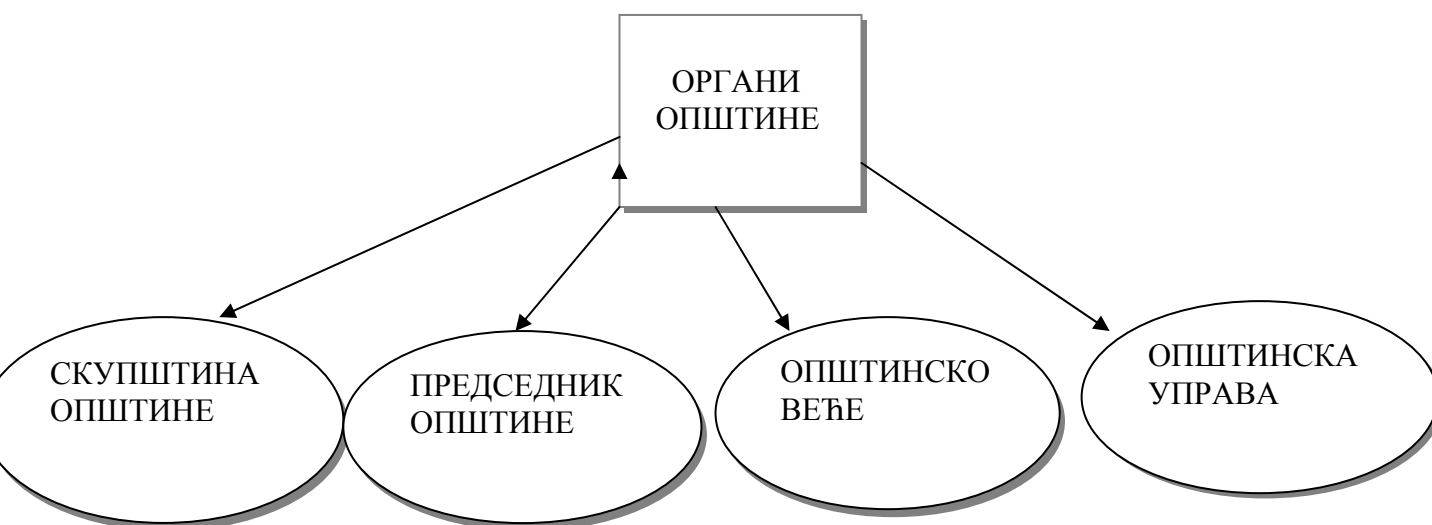 ОРГАНИ
ОПШТИНЕ
СКУПШТИНА
ОПШТИНЕ
ПРЕДСЕДНИК
ОПШТИНЕ
ОПШТИНСКО
ВЕЋЕ
ОПШТИНСКА
УПРАВА